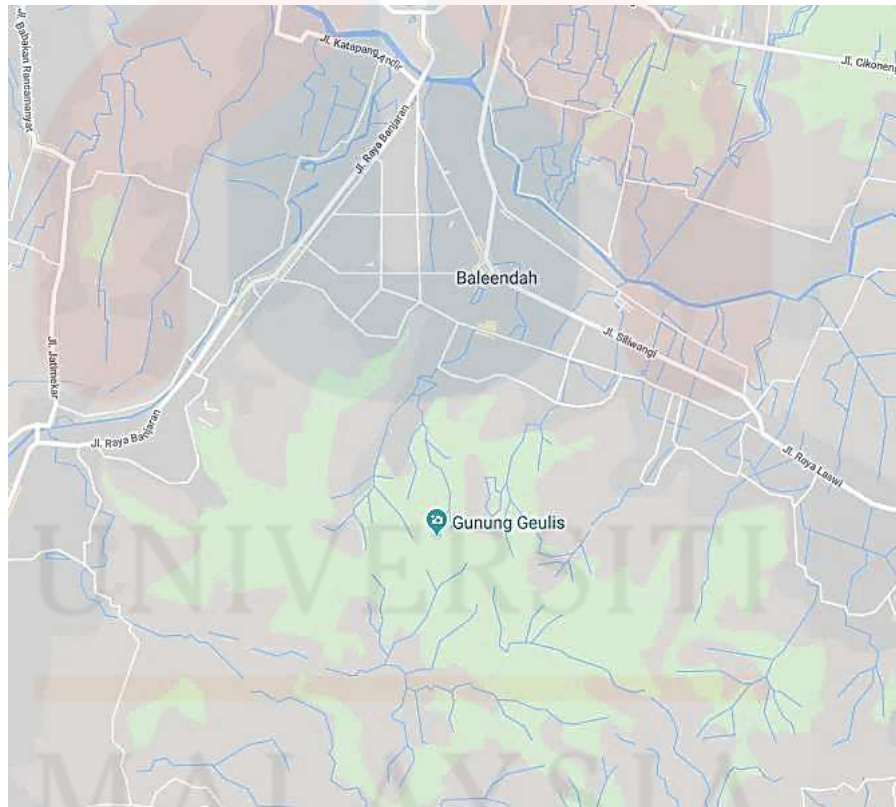 Jl. Babakan Rancamanyar
Jl. Katapang Andir
Jl. Cikoneng
Jl. Raya Banjaran
Baleendah
Jl. Siliwangi
Jl. Jatimekar
Jl. Raya Banjaran
Jl. Raya Laswi
Gunung Geulis
UNIVERSITI
MALAYSIA